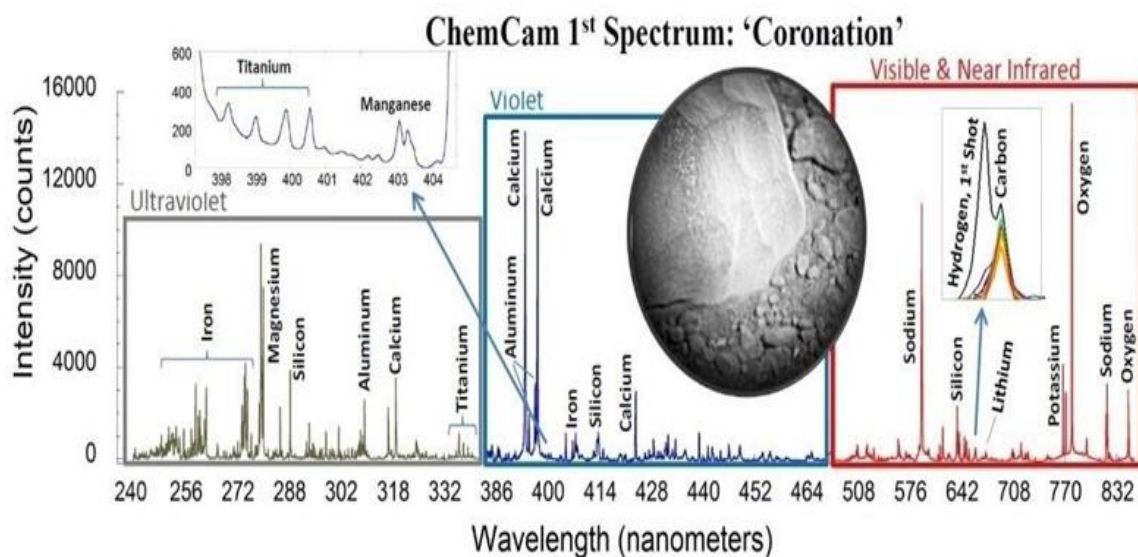 ChemCam 1st Spectrum: ‘Coronation’
Intensity (counts)
16000
12000
8000
4000
0
600
400
200
0
Titanium
Manganese
398 399 400 401 402 403 404
Ultraviolet
Iron
Magnesium
Silicon
Aluminum
Calcium
Titanium
Violet
Calcium
Calcium
Aluminum
Iron
Silicon
Calcium
Visible & Near Infrared
Sodium
Silicon
Hydrogen, 1st Shot
Carbon
Lithium
Potassium
Oxygen
Sodium
Oxygen
240 256 272 288 302 318 332 386 400 414 428 440 452 464 508 576 642 708 770 832
Wavelength (nanometers)